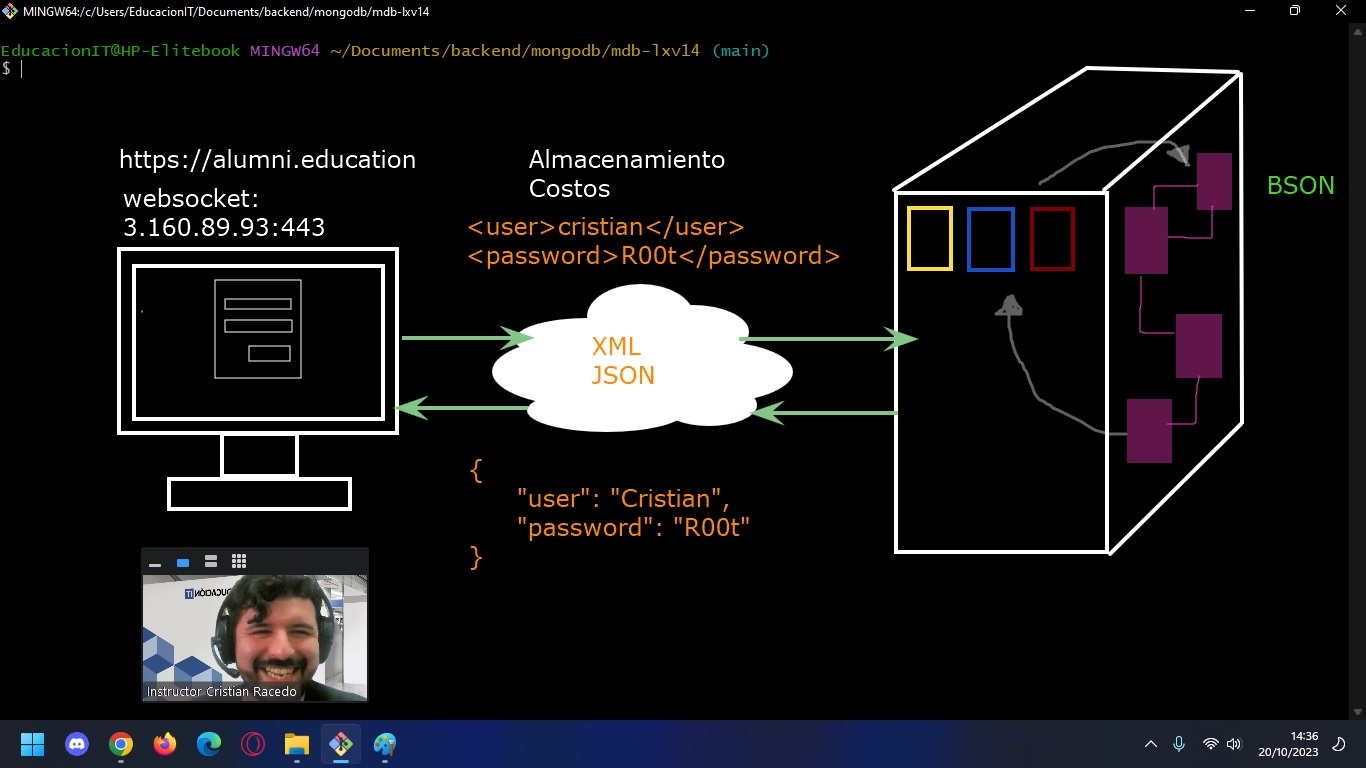 MINGW64:/c/Users/EducacionIT/Documents/backend/mongodb/mdb-lxv14
EducacionIT@HP-Elitebook MINGW64 ~/Documents/backend/mongodb/mdb-lxv14 (main)
$
https://alumni.education
websocket:
3.160.89.93:443
Almacenamiento
Costos
<user>cristian</user>
<password>R00t</password>
BSON
XML
JSON
{
"user": "Cristian",
"password": "R00t"
}
Instructor Cristian Racedo
14:36
20/10/2023